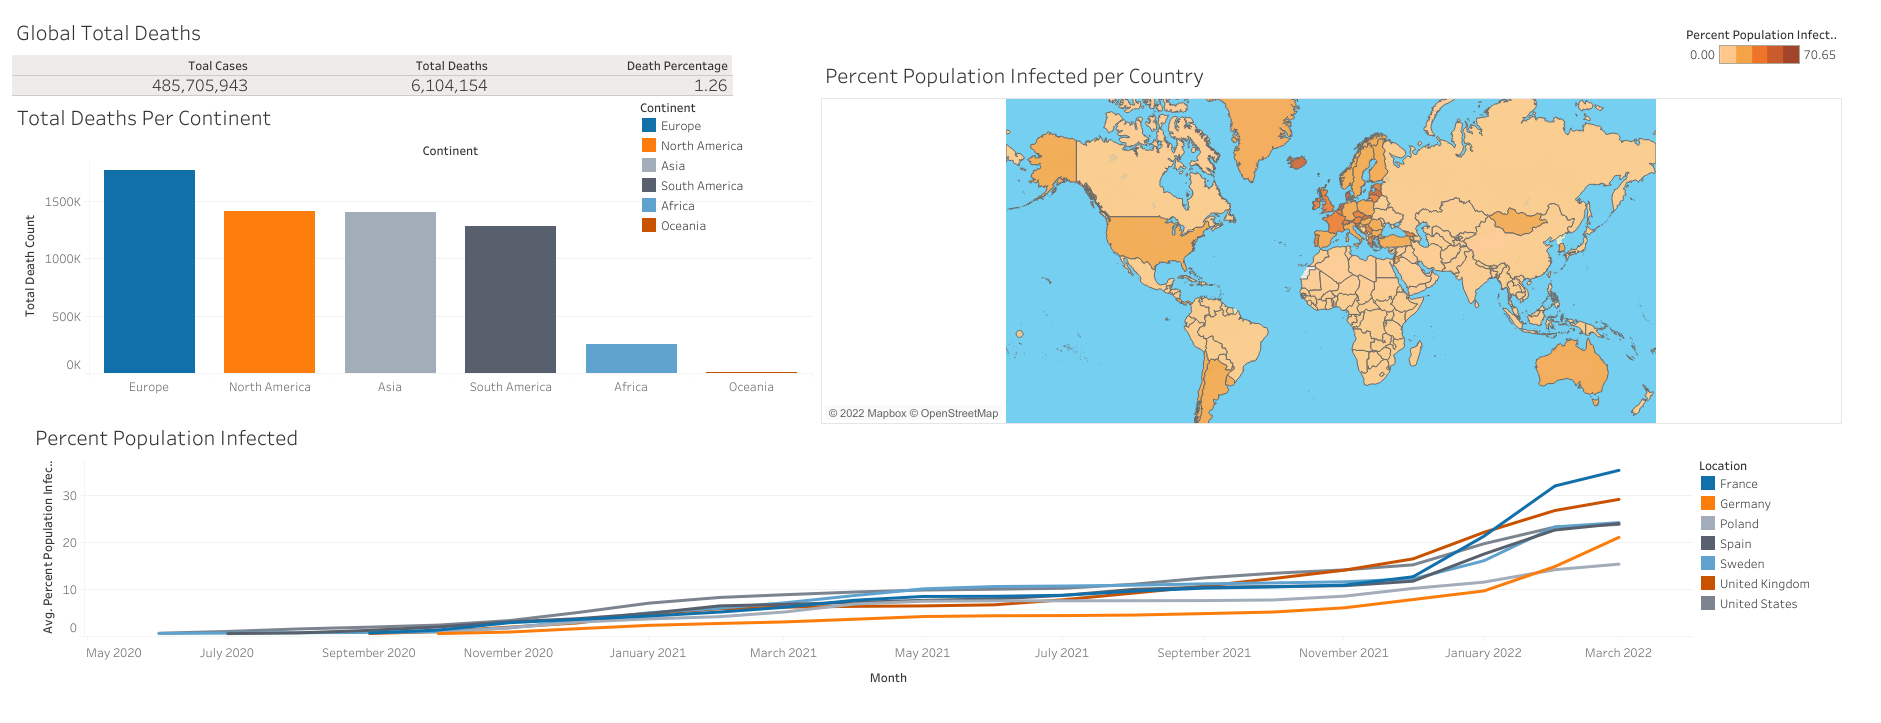 Global Total Deaths
Toal Cases Total Deaths Death Percentage
485,705,943 6,104,154 1.26
Total Deaths Per Continent
Continent
Europe
North America
Asia
South America
Africa
Oceania
Continent
Total Death Count
1500K
1000K
500K
0K
Europe North America Asia South America Africa Oceania
Percent Population Infect..
0.00 70.65
Percent Population Infected per Country
© 2022 Mapbox © OpenStreetMap
Percent Population Infected
Avg. Percent Population Infec..
30
20
10
0
May 2020 July 2020 September 2020 November 2020 January 2021 March 2021 May 2021 July 2021 September 2021 November 2021 January 2022 March 2022
Month
Location
France
Germany
Poland
Spain
Sweden
United Kingdom
United States